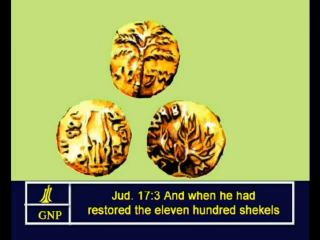 Jud. 17:3 And when he had
restored the eleven hundred shekels
GNP